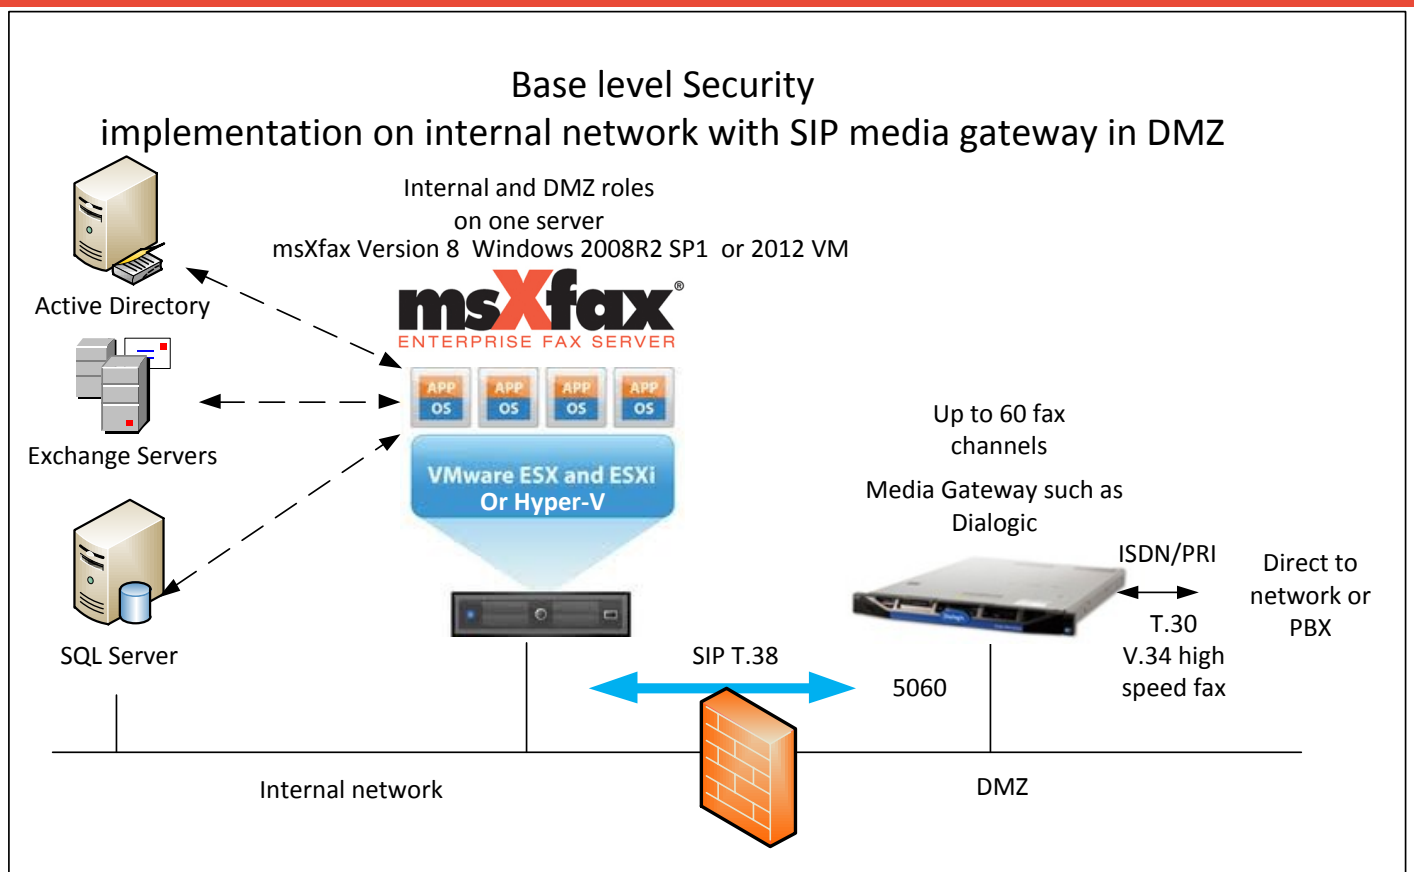 Base level Security
implementation on internal network with SIP media gateway in DMZ
Internal and DMZ roles
on one server
msXfax Version 8 Windows 2008R2 SP1 or 2012 VM
msXfax®
ENTERPRISE FAX SERVER
Active Directory
APP APP APP APP
OS OS OS OS
Exchange Servers
VMware ESX and ESXi
Or Hyper-V
Up to 60 fax
channels
Media Gateway such as
Dialogic
ISDN/PRI
T.30
V.34 high
speed fax
Direct to
network or
PBX
SQL Server
SIP T.38
5060
Internal network
DMZ